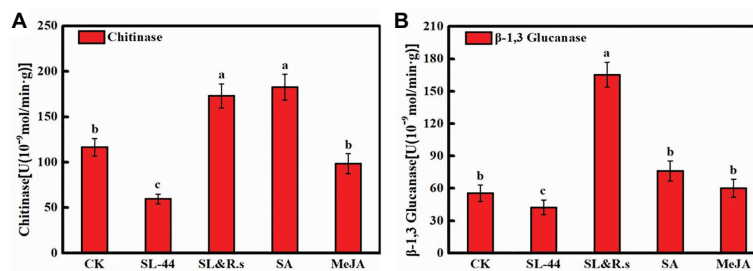 A
Chitinase
Chitinase[U(10⁻⁹mol/min·g)]
250
200
150
100
50
0
b
c
a
a
b
CK SL-44 SL&R.s SA MeJA
B
β-1,3 Glucanase
β-1,3 Glucanase[U(10⁻⁹mol/min·g)]
210
180
150
120
90
60
30
0
b
c
a
b
b
CK SL-44 SL&R.s SA MeJA